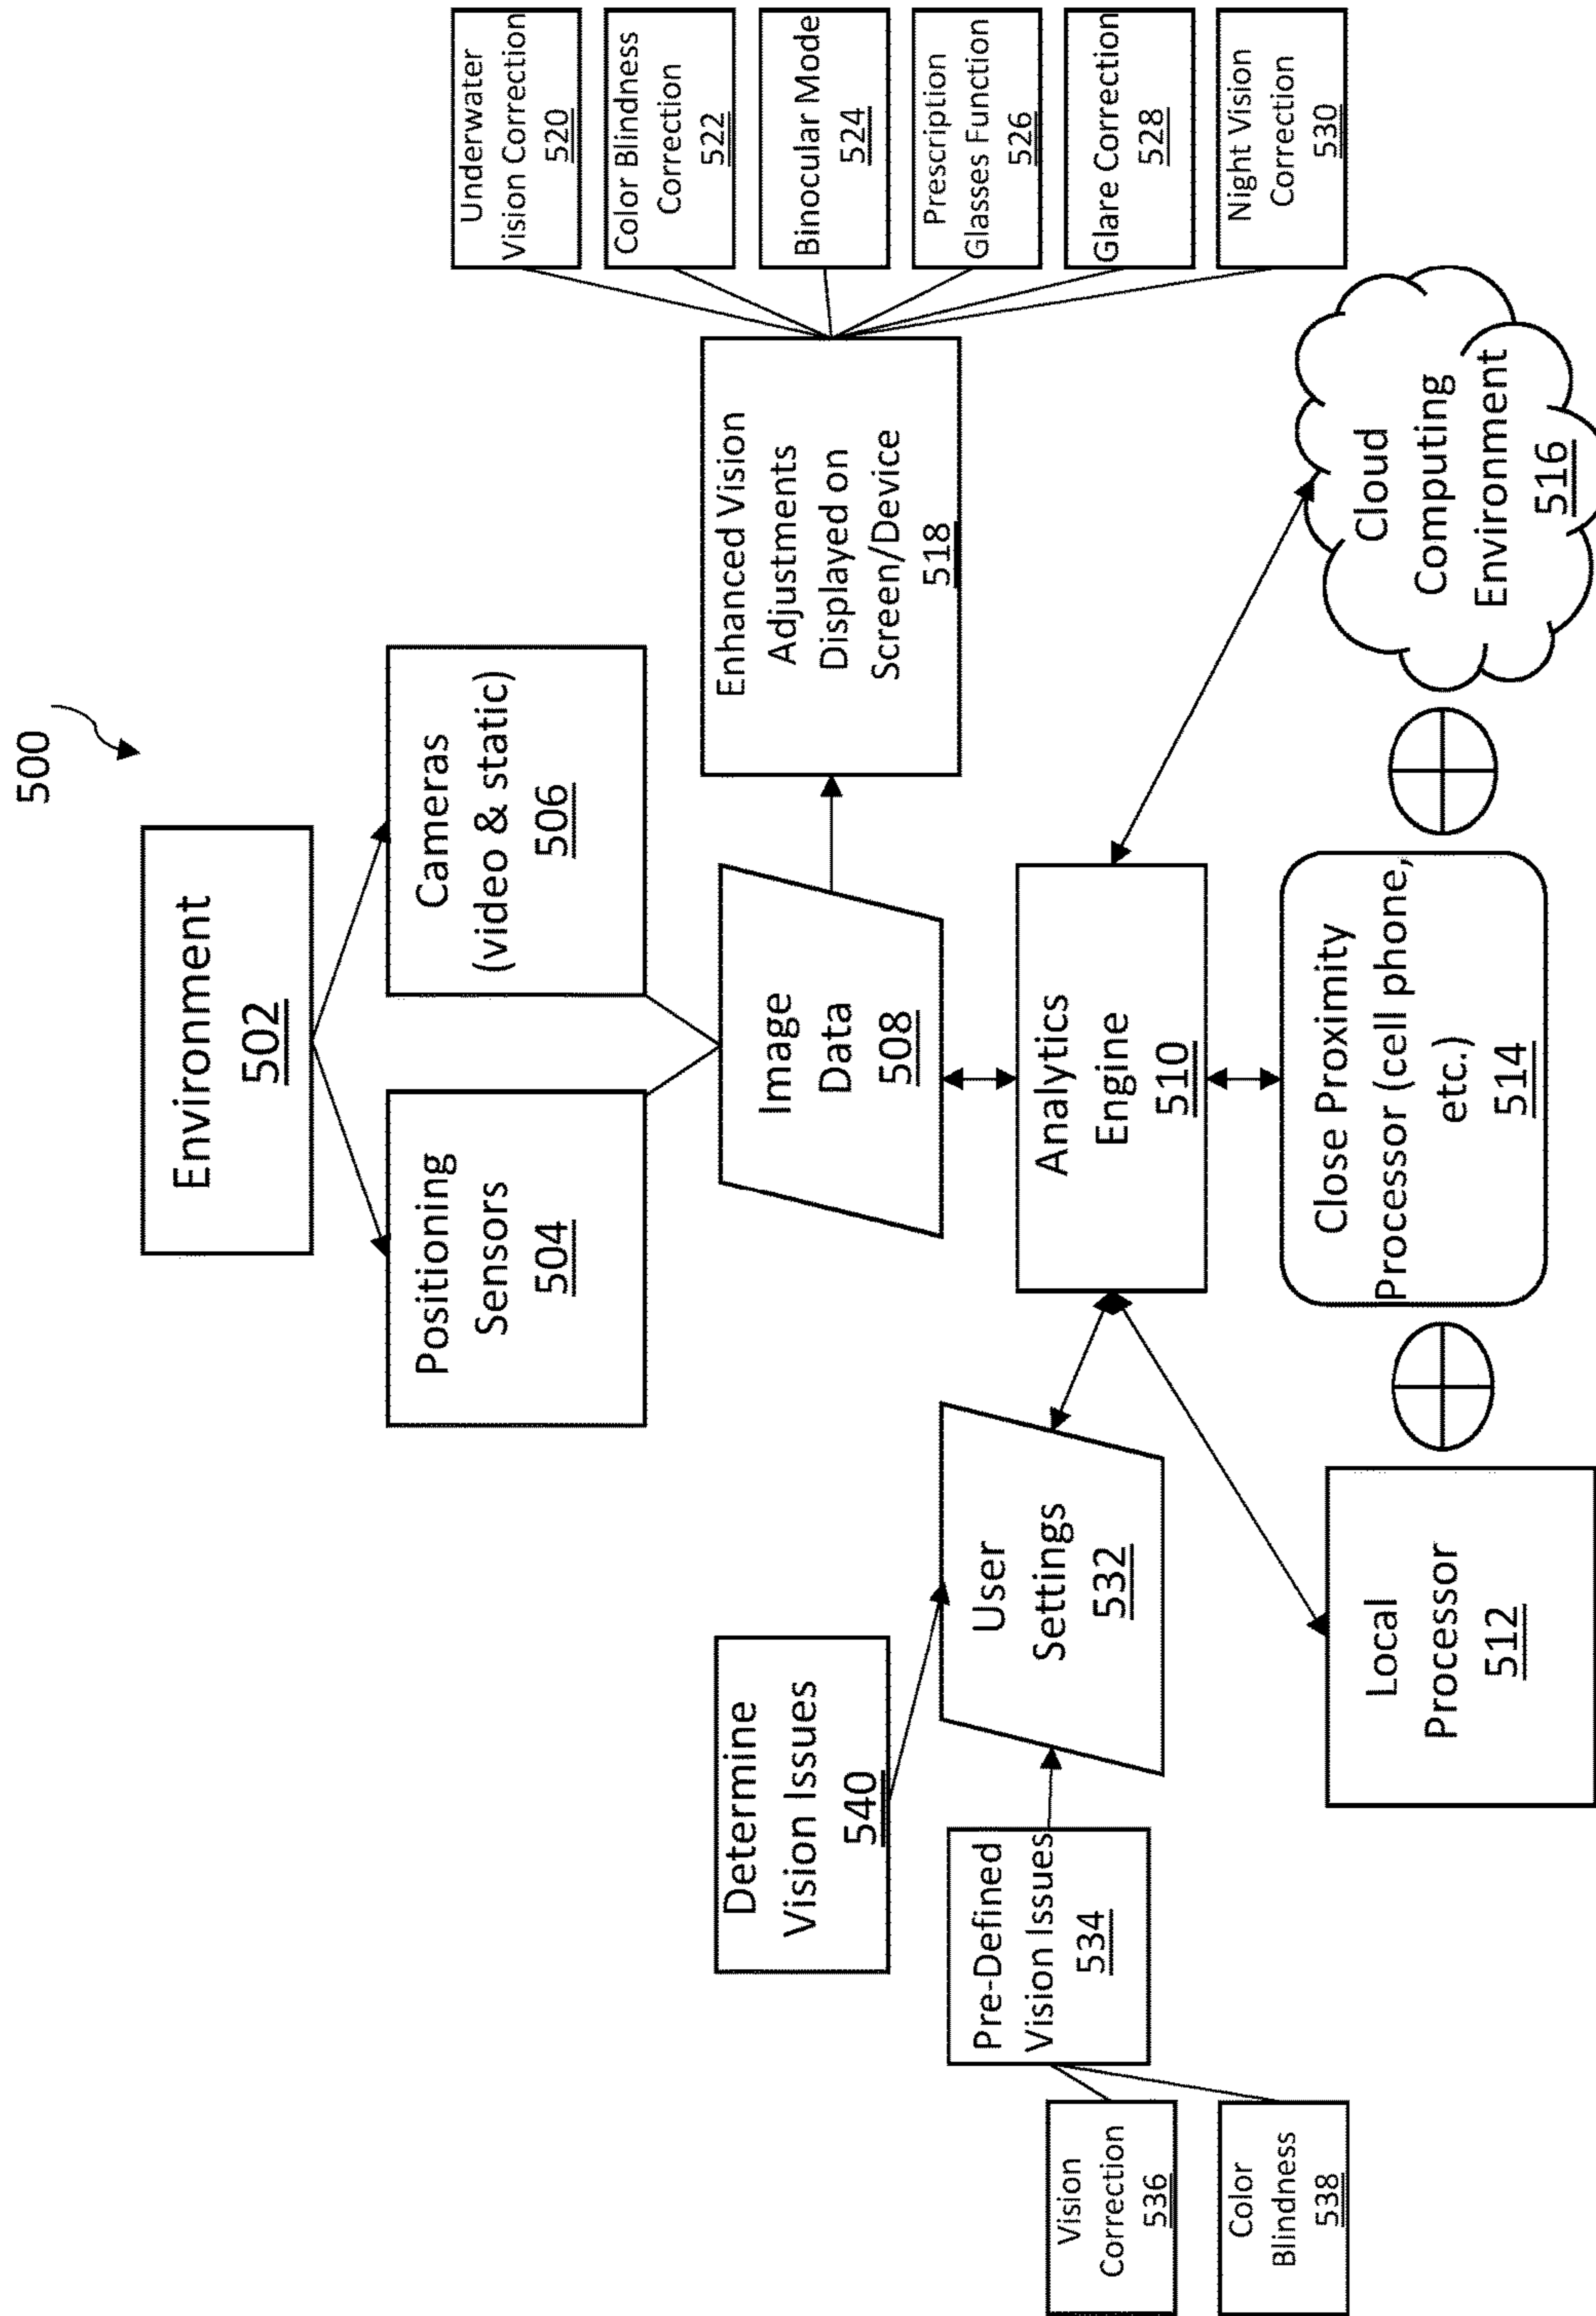 500
Environment
502
Positioning
Sensors
504
Cameras
(video & static)
506
Image
Data
508
Enhanced Vision
Adjustments
Displayed on
Screen/Device
518
Underwater
Vision Correction
520
Color Blindness
Correction
522
Binocular Mode
524
Prescription
Glasses Function
526
Glare Correction
528
Night Vision
Correction
530
Determine
Vision Issues
540
Pre-Defined
Vision Issues
534
Vision
Correction
536
Color
Blindness
538
User
Settings
532
Analytics
Engine
510
Local
Processor
512
Close Proximity
Processor (cell phone,
etc.)
514
Cloud
Computing
Environment
516